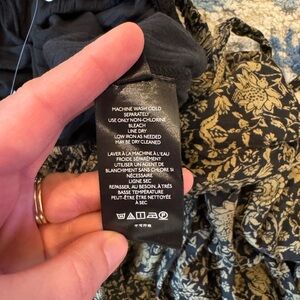 MACHINE WASH COLD
SEPARATELY
USE ONLY NON-CHLORINE
BLEACH
LINE DRY
LOW IRON AS NEEDED
MAY BE DRY CLEANED
LAVER À LA MACHINE À L'EAU
FROIDE SÉPARÉMENT
UTILISER UN AGENT DE
BLANCHIMENT SANS CHLORE SI
NÉCESSAIRE
LIGNE SEC
REPASSER, AU BESOIN, À TRÈS
BASSE TEMPÉRATURE
PEUT-ÊTRE NETTOYÉE
A SEC